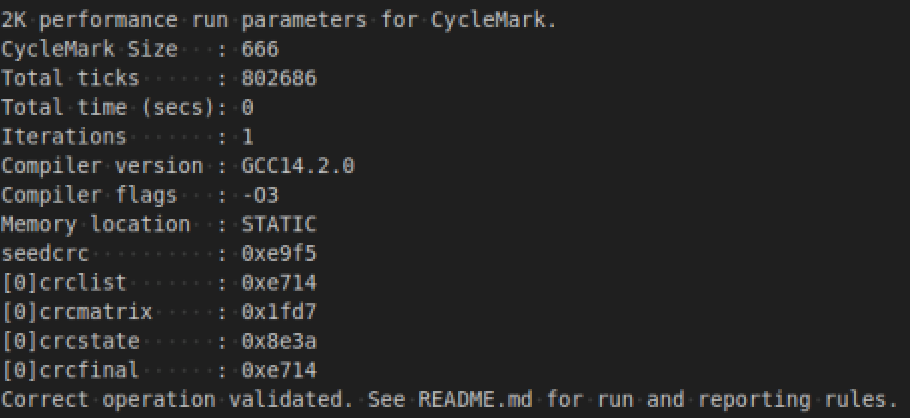 2K performance run parameters for CycleMark.
CycleMark Size   : 666
Total ticks      : 802686
Total time (secs): 0
Iterations       : 1
Compiler version : GCC14.2.0
Compiler flags   : -O3
Memory location  : STATIC
seedcrc          : 0xe9f5
[0]crclist       : 0xe714
[0]crcmatrix     : 0x1fd7
[0]crcstate      : 0x8e3a
[0]crcfinal      : 0xe714
Correct operation validated. See README.md for run and reporting rules.